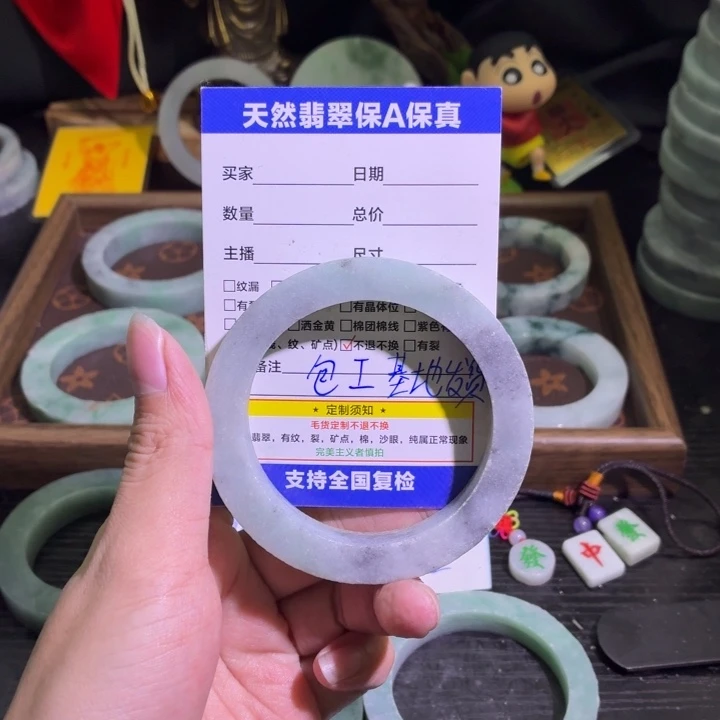 天然翡翠保A保真
买家 日期
数量 总价
主播 尺寸
□纹漏
□有 □有晶体位
洒金黄 □棉团棉线 □紫色
、纹、矿点) ☑不退不换 □有裂
备注 包工基地发货
★ 定制须知 ★
毛货定制不退不换
翡翠，有纹，裂，矿点，棉，沙眼，纯属正常现象
完美主义者慎拍
支持全国复检
發 中 發